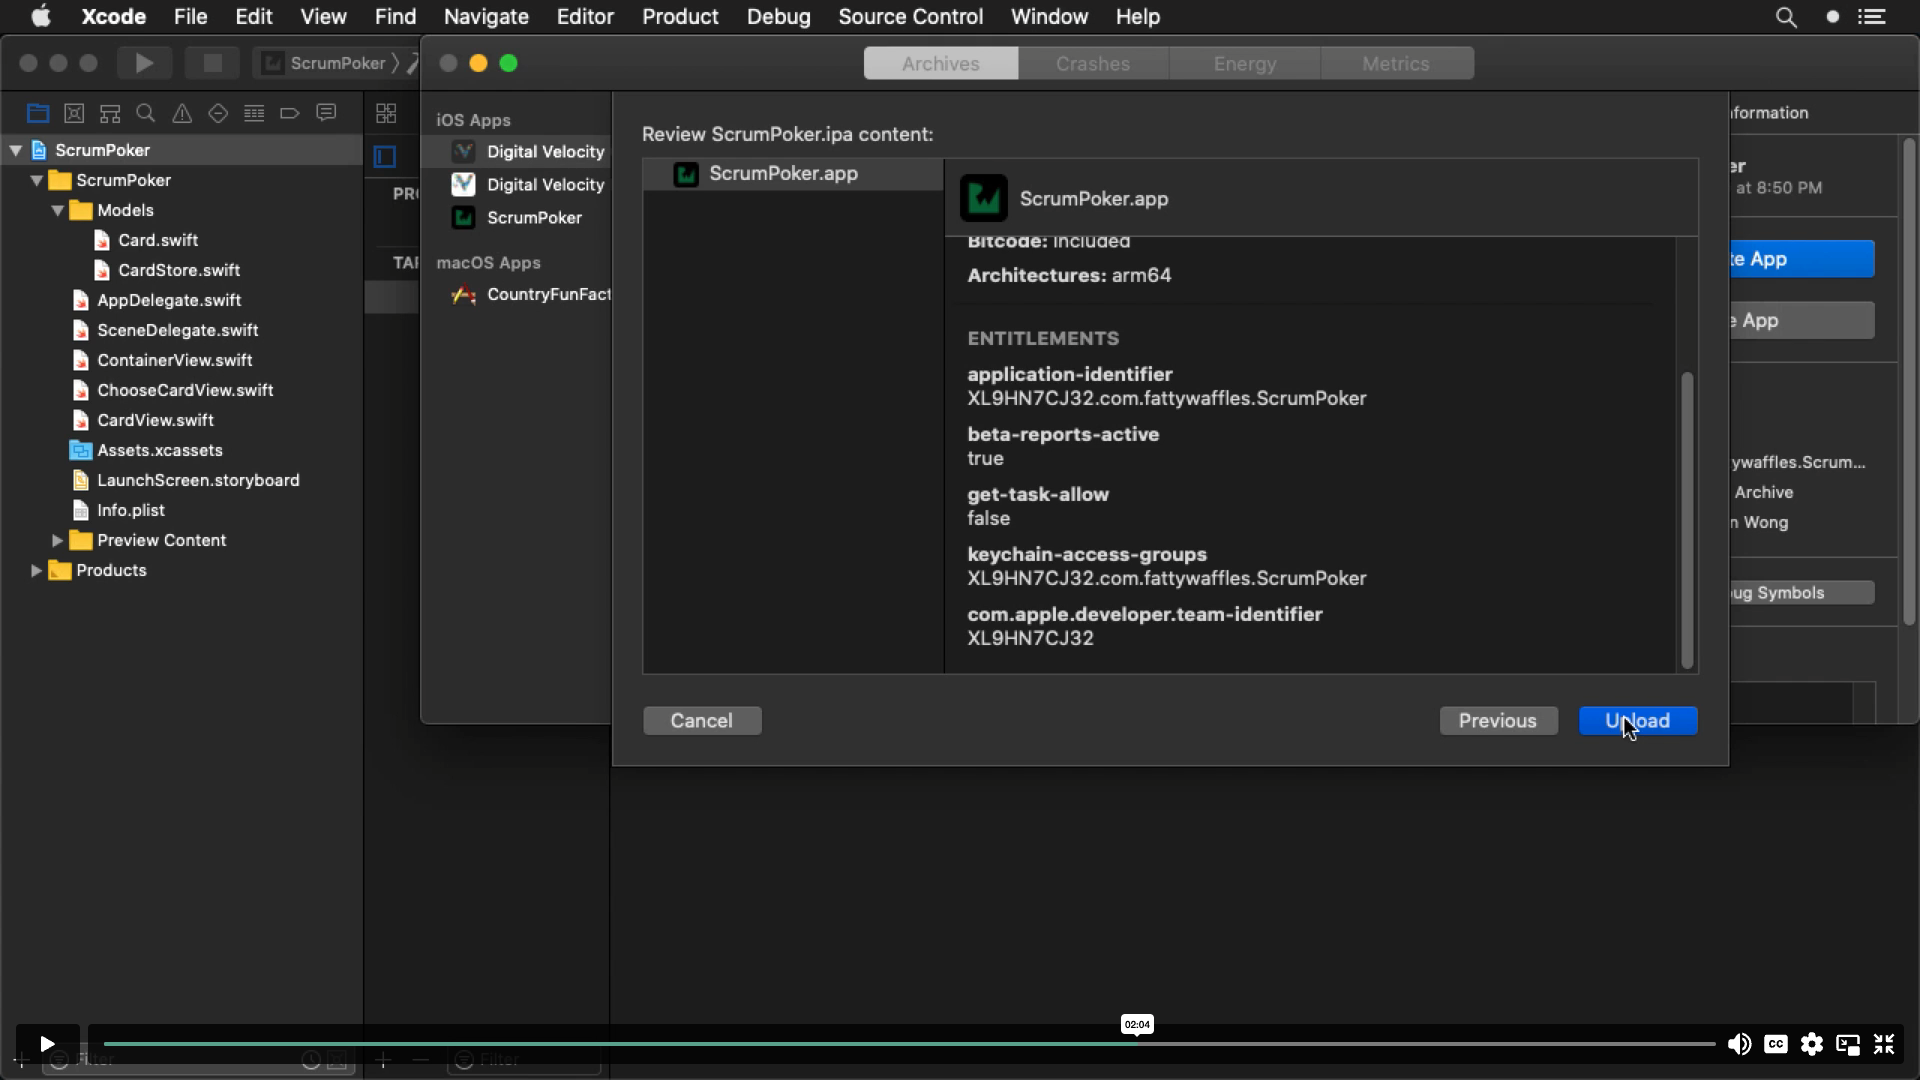 Xcode File Edit View Find Navigate Editor Product Debug Source Control Window Help
ScrumPoker
Archives Crashes Energy Metrics
ScrumPoker
ScrumPoker
Models
Card.swift
CardStore.swift
AppDelegate.swift
SceneDelegate.swift
ContainerView.swift
ChooseCardView.swift
CardView.swift
Assets.xcassets
LaunchScreen.storyboard
Info.plist
Preview Content
Products
Filter
PRO
TAR
Filter
iOS Apps
Digital Velocity
Digital Velocity
ScrumPoker
macOS Apps
CountryFunFact
Review ScrumPoker.ipa content:
ScrumPoker.app
ScrumPoker.app
Bitcode: Included
Architectures: arm64
ENTITLEMENTS
application-identifier
XL9HN7CJ32.com.fattywaffles.ScrumPoker
beta-reports-active
true
get-task-allow
false
keychain-access-groups
XL9HN7CJ32.com.fattywaffles.ScrumPoker
com.apple.developer.team-identifier
XL9HN7CJ32
Cancel Previous Upload
formation
er
at 8:50 PM
te App
e App
ywaffles.Scrum...
Archive
n Wong
ug Symbols
02:04
CC